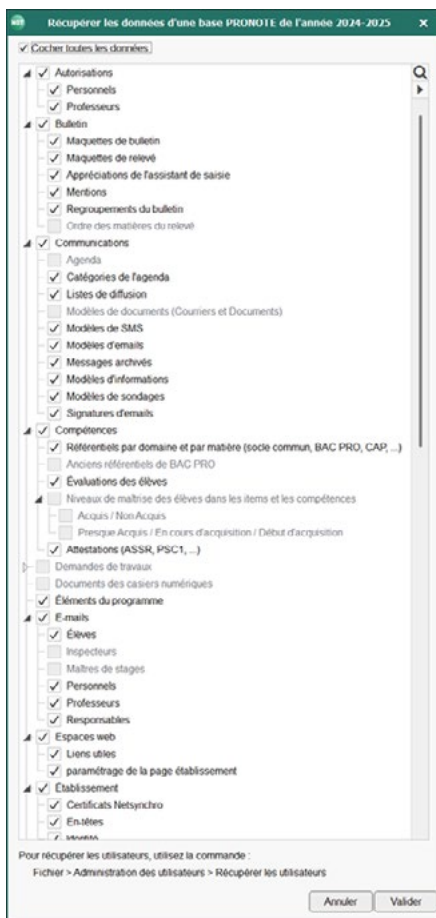 Récupérer les données d'une base PRONOTE de l'année 2024-2025
Cocher toutes les données
Autorisations
Personnels
Professeurs
Bulletin
Maquettes de bulletin
Maquettes de relevé
Appréciations de l'assistant de saisie
Mentions
Regroupements du bulletin
Ordre des matières du relevé
Communications
Agenda
Catégories de l'agenda
Listes de diffusion
Modèles de documents (Courriers et Documents)
Modèles de SMS
Modèles d'emails
Messages archivés
Modèles d'informations
Modèles de sondages
Signatures d'emails
Compétences
Référentiels par domaine et par matière (socle commun, BAC PRO, CAP, ...)
Anciens référentiels de BAC PRO
Évaluations des élèves
Niveaux de maîtrise des élèves dans les items et les compétences
Acquis / Non Acquis
Presque Acquis / En cours d'acquisition / Début d'acquisition
Attestations (ASSR, PSC1, ...)
Demandes de travaux
Documents des casiers numériques
Éléments du programme
E-mails
Élèves
Inspecteurs
Maîtres de stages
Personnels
Professeurs
Responsables
Espaces web
Liens utiles
paramétrage de la page établissement
Établissement
Certificats Netsynchro
En-têtes
Identité
Pour récupérer les utilisateurs, utilisez la commande :
Fichier > Administration des utilisateurs > Récupérer les utilisateurs
Annuler Valider